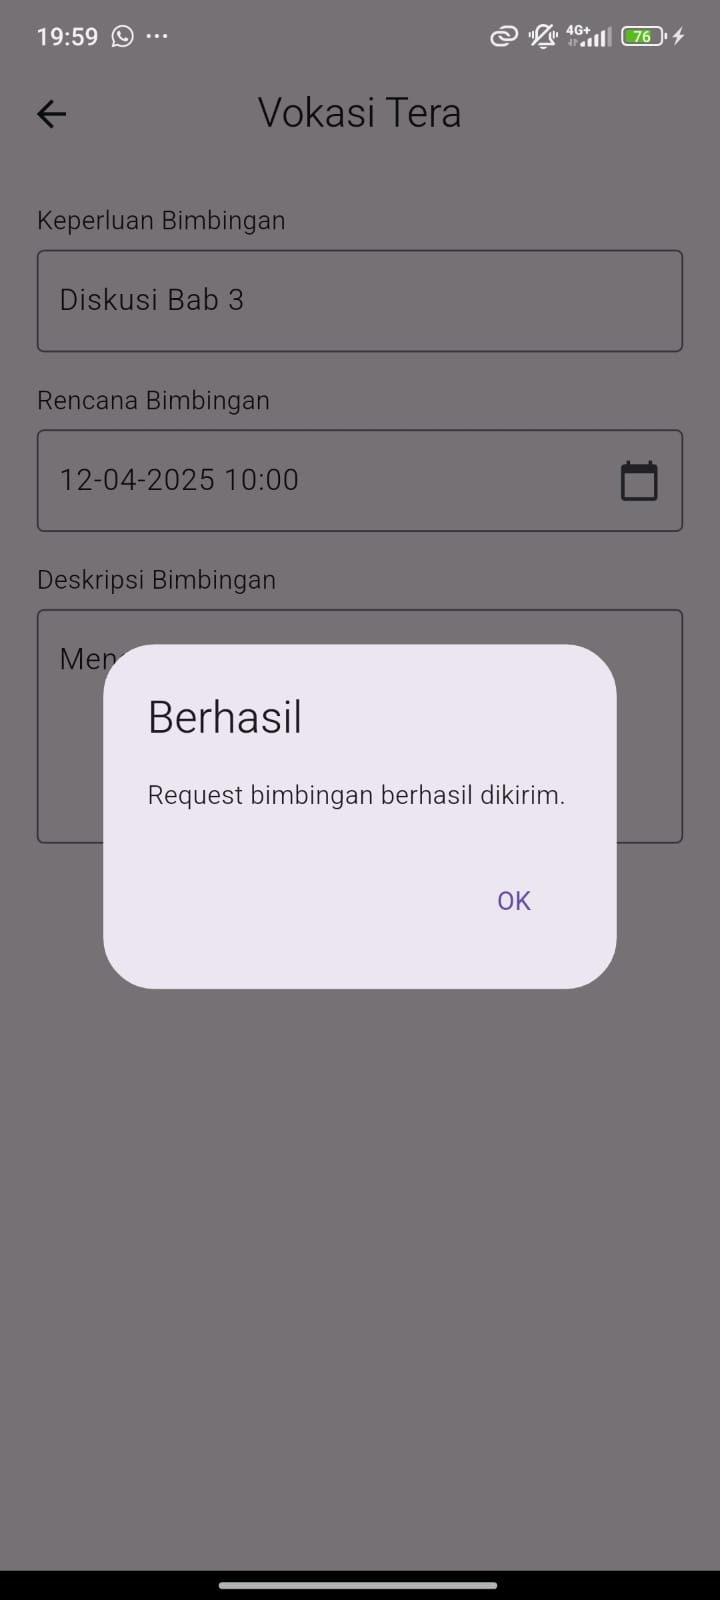 19:59
4G+
76
Vokasi Tera
Keperluan Bimbingan
Diskusi Bab 3
Rencana Bimbingan
12-04-2025 10:00
Deskripsi Bimbingan
Berhasil
Request bimbingan berhasil dikirim.
OK